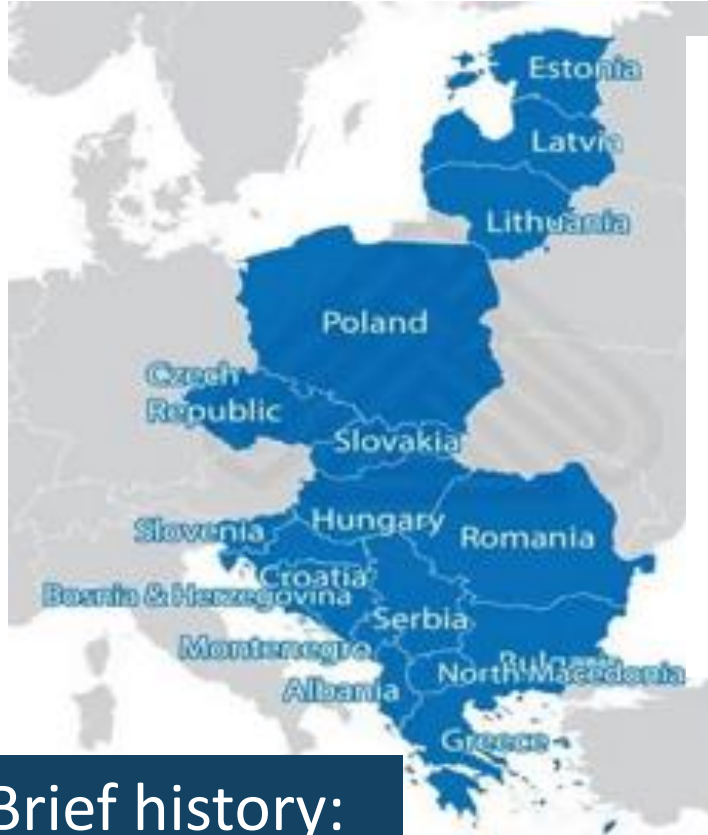 Estonia
Latvia
Lithuania
Poland
Czech
Republic
Slovakia
Hungary
Slovenia
Romania
Croatia
Bosnia & Herzegovina
Serbia
Montenegro
Bulgaria
North Macedonia
Albania
Greece
Brief history: